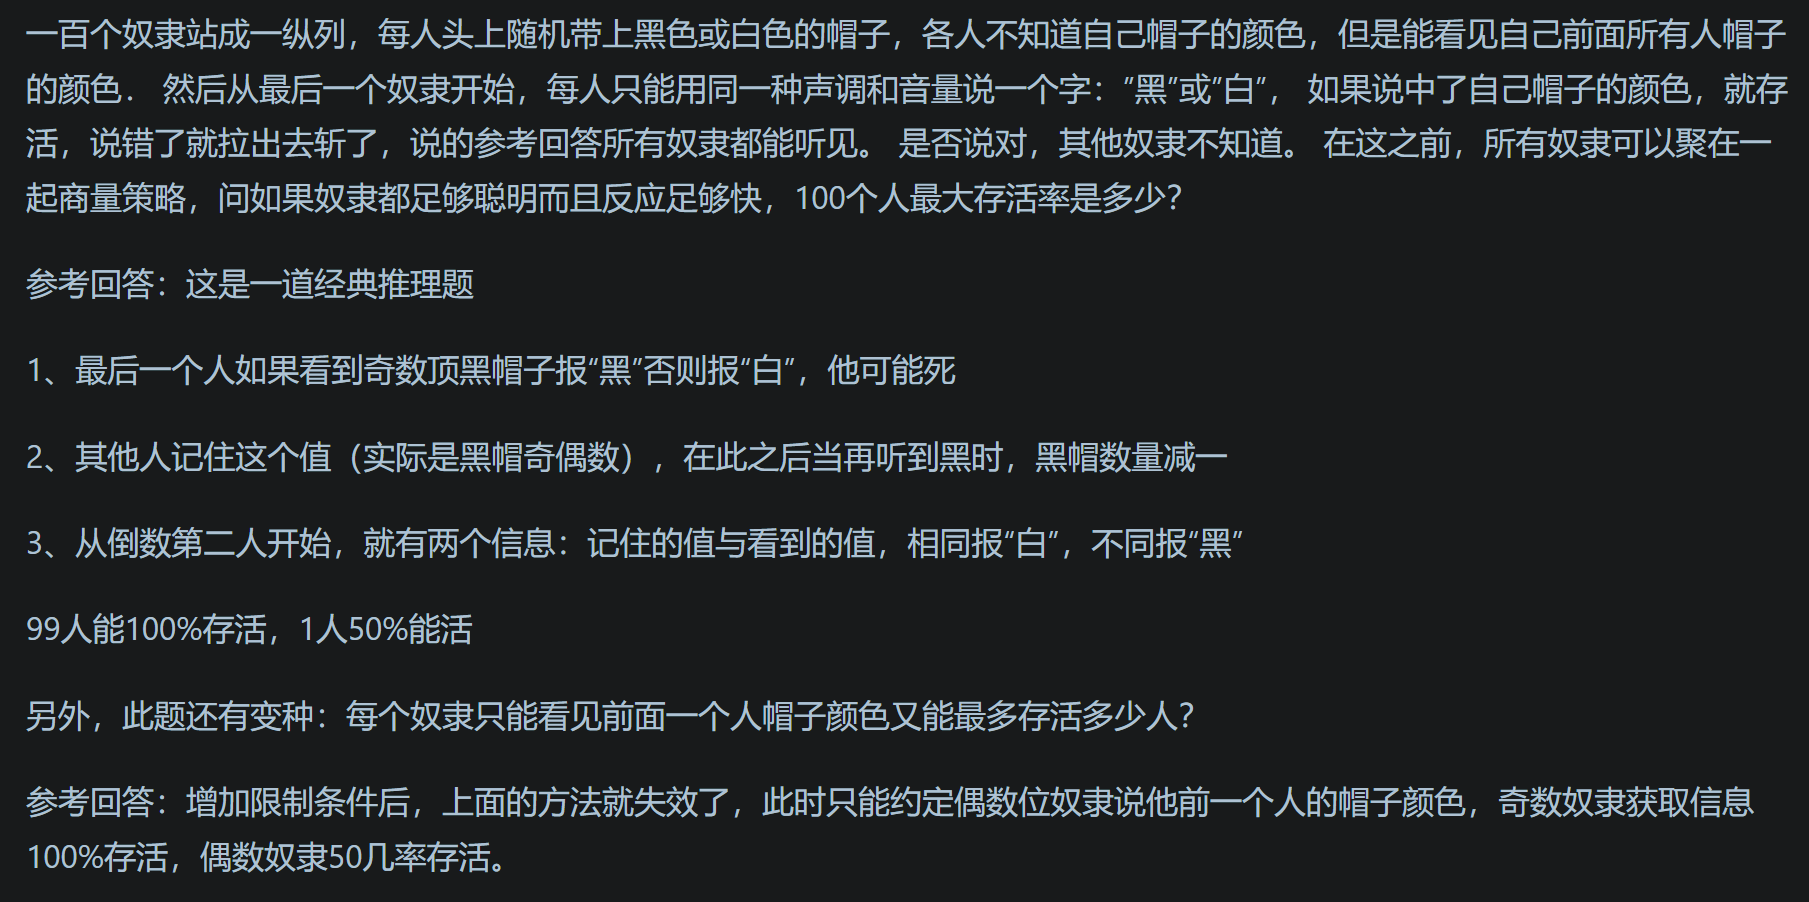 一百个奴隶站成一纵列，每人头上随机带上黑色或白色的帽子，各人不知道自己帽子的颜色，但是能看见自己前面所有人帽子
的颜色． 然后从最后一个奴隶开始，每人只能用同一种声调和音量说一个字：”黑”或”白”， 如果说中了自己帽子的颜色，就存
活，说错了就拉出去斩了，说的参考回答所有奴隶都能听见。 是否说对，其他奴隶不知道。 在这之前，所有奴隶可以聚在一
起商量策略，问如果奴隶都足够聪明而且反应足够快，100个人最大存活率是多少？
参考回答：这是一道经典推理题
1、最后一个人如果看到奇数顶黑帽子报“黑”否则报“白”，他可能死
2、其他人记住这个值（实际是黑帽奇偶数），在此之后当再听到黑时，黑帽数量减一
3、从倒数第二人开始，就有两个信息：记住的值与看到的值，相同报“白”，不同报“黑”
99人能100%存活，1人50%能活
另外，此题还有变种：每个奴隶只能看见前面一个人帽子颜色又能最多存活多少人？
参考回答：增加限制条件后，上面的方法就失效了，此时只能约定偶数位奴隶说他前一个人的帽子颜色，奇数奴隶获取信息
100%存活，偶数奴隶50几率存活。